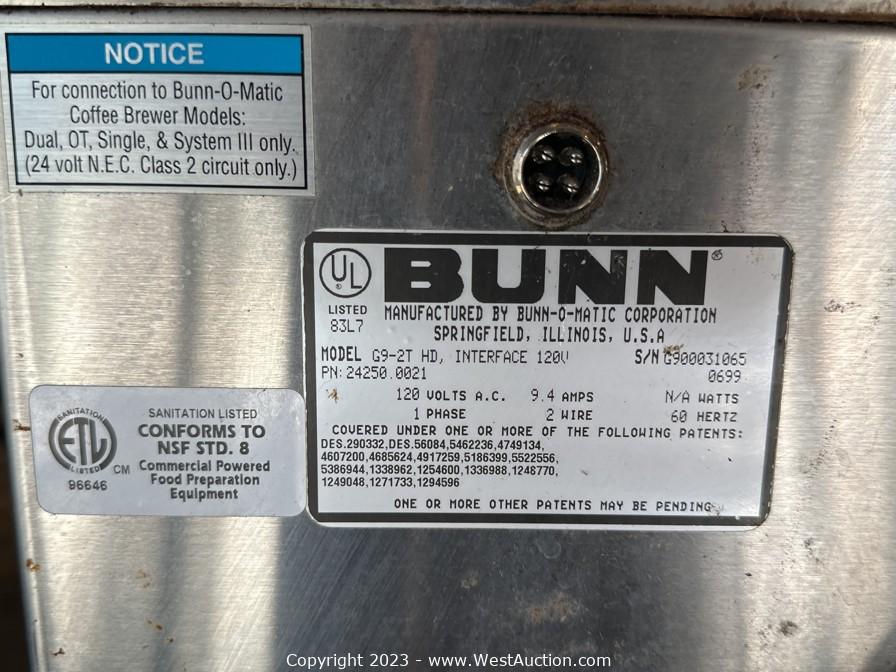 NOTICE
For connection to Bunn-O-Matic
Coffee Brewer Models:
Dual, OT, Single, & System III only.
(24 volt N.E.C. Class 2 circuit only.)
UL
®
LISTED
83L7
BUNN®
MANUFACTURED BY BUNN-O-MATIC CORPORATION
SPRINGFIELD, ILLINOIS, U.S.A
MODEL G9-2T HD, INTERFACE 120V S/N G900031065
PN: 24250.0021 0699
120 VOLTS A.C. 9.4 AMPS N/A WATTS
1 PHASE 2 WIRE 60 HERTZ
COVERED UNDER ONE OR MORE OF THE FOLLOWING PATENTS:
DES.290332,DES.56084,5462236,4749134,
4607200,4685624,4917259,5186399,5522556,
5386944,1338962,1254600,1336988,1248770,
1249048,1271733,1294596
ONE OR MORE OTHER PATENTS MAY BE PENDING
SANITATION
ETL
LISTED
CM
96646
SANITATION LISTED
CONFORMS TO
NSF STD. 8
Commercial Powered
Food Preparation
Equipment
Copyright 2023 - www.WestAuction.com